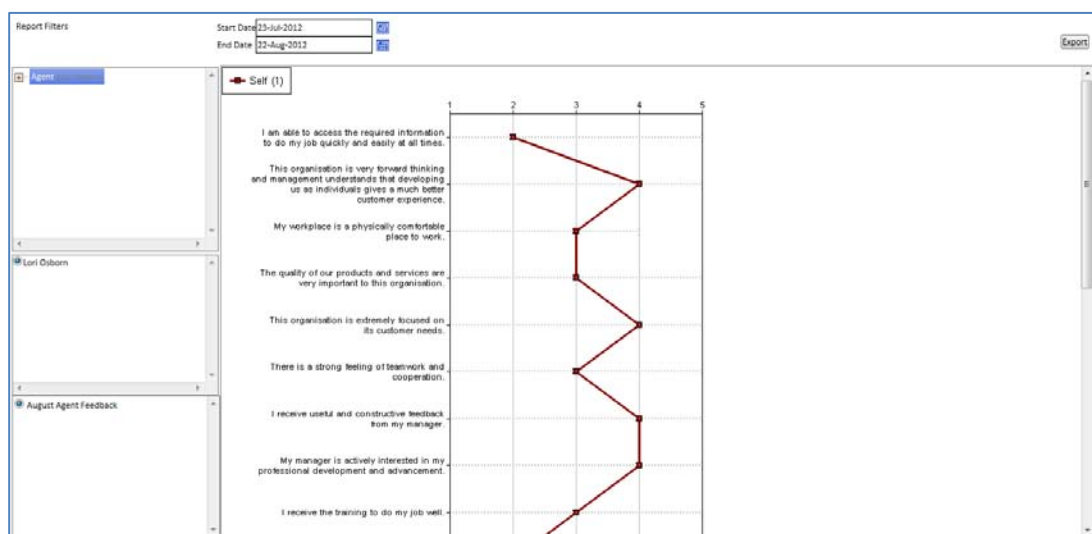 Report Filters
Start Date 23-Jul-2012
End Date 22-Aug-2012
Export
Agent
Self (1)
1 2 3 4 5
I am able to access the required information
to do my job quickly and easily at all times.
This organisation is very forward thinking
and management understands that developing
us as individuals gives a much better
customer experience.
My workplace is a physically comfortable
place to work.
The quality of our products and services are
very important to this organisation.
This organisation is extremely focused on
its customer needs.
There is a strong feeling of teamwork and
cooperation.
I receive useful and constructive feedback
from my manager.
My manager is actively interested in my
professional development and advancement.
I receive the training to do my job well.
Lori Osborn
August Agent Feedback